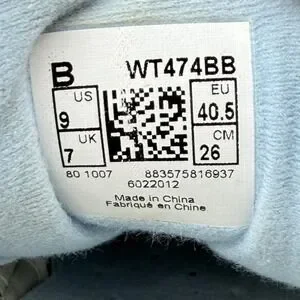 B WT474BB
US EU
9 40.5
UK CM
7 26
80 1007 883575816937
6022012
Made in China
Fabriqué en Chine